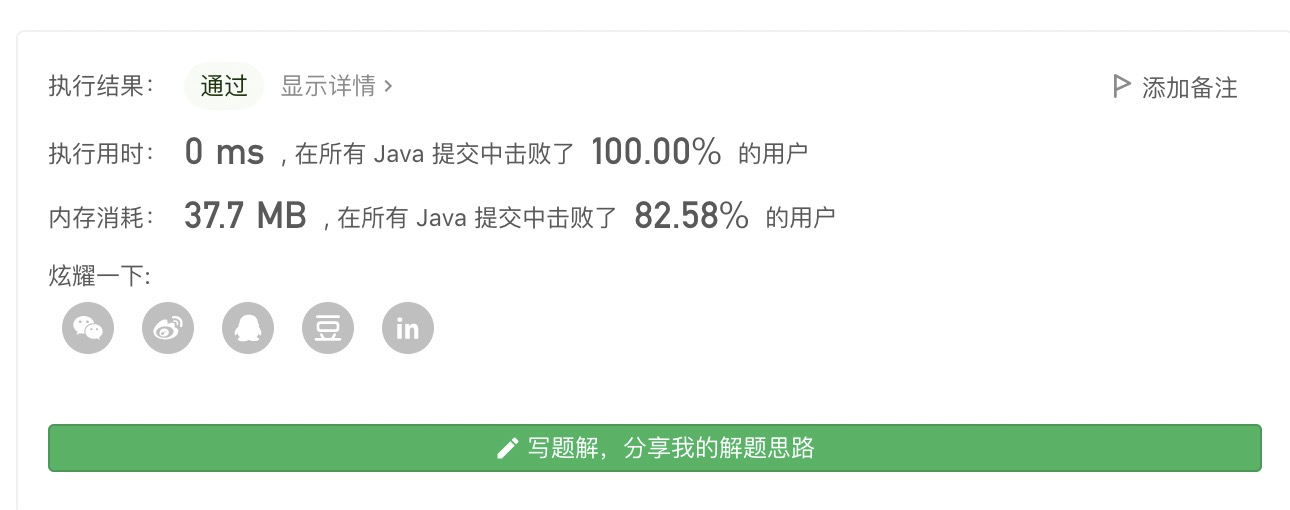 执行结果： 通过 显示详情 > 添加备注
执行用时： 0 ms , 在所有 Java 提交中击败了 100.00% 的用户
内存消耗： 37.7 MB , 在所有 Java 提交中击败了 82.58% 的用户
炫耀一下:
豆 in
写题解，分享我的解题思路